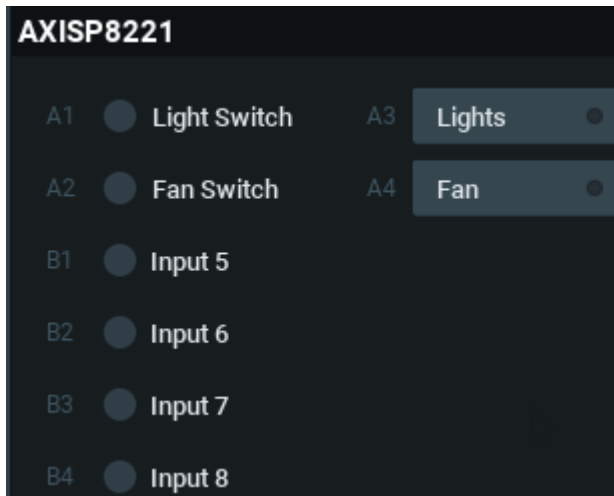 AXISP8221
A1 Light Switch A3 Lights
A2 Fan Switch A4 Fan
B1 Input 5
B2 Input 6
B3 Input 7
B4 Input 8